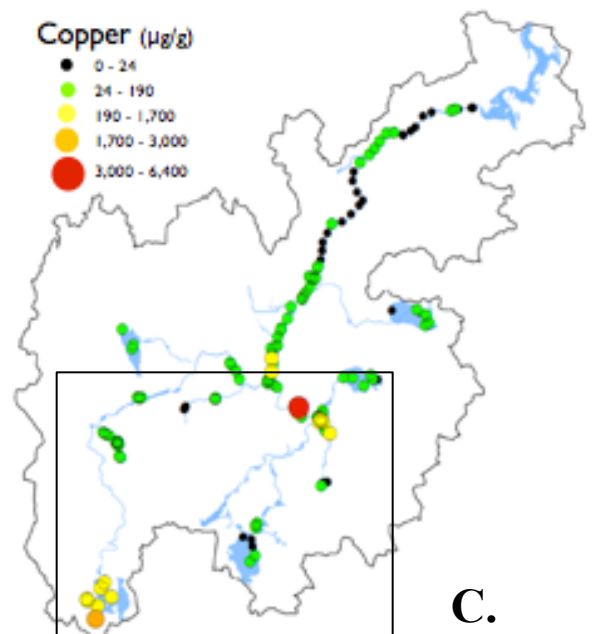 Copper (µg/g)
0 - 24
24 - 190
190 - 1,700
1,700 - 3,000
3,000 - 6,400
C.